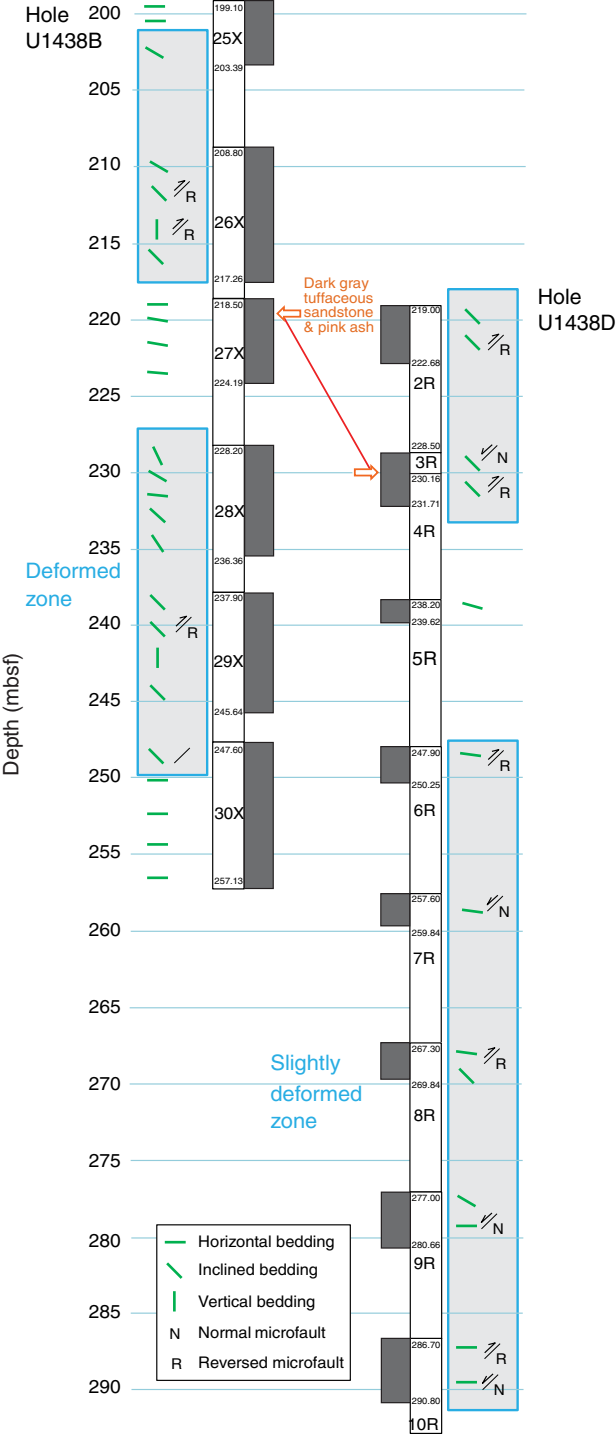 Hole
U1438B
Depth (mbsf)
200
205
210
215
220
225
230
235
240
245
250
255
260
265
270
275
280
285
290
199.10
25X
203.39
208.80
26X
217.26
218.50
27X
224.19
228.20
28X
236.36
237.90
29X
245.64
247.60
30X
257.13
R
R
R
Deformed
zone
Dark gray
tuffaceous
sandstone
& pink ash
Hole
U1438D
219.00
222.68
2R
228.50
3R
230.16
231.71
4R
238.20
239.62
5R
247.90
250.25
6R
257.60
259.84
7R
267.30
269.84
8R
277.00
280.66
9R
286.70
290.80
10R
R
N
R
R
N
R
N
R
N
Slightly
deformed
zone
Horizontal bedding
Inclined bedding
Vertical bedding
N Normal microfault
R Reversed microfault